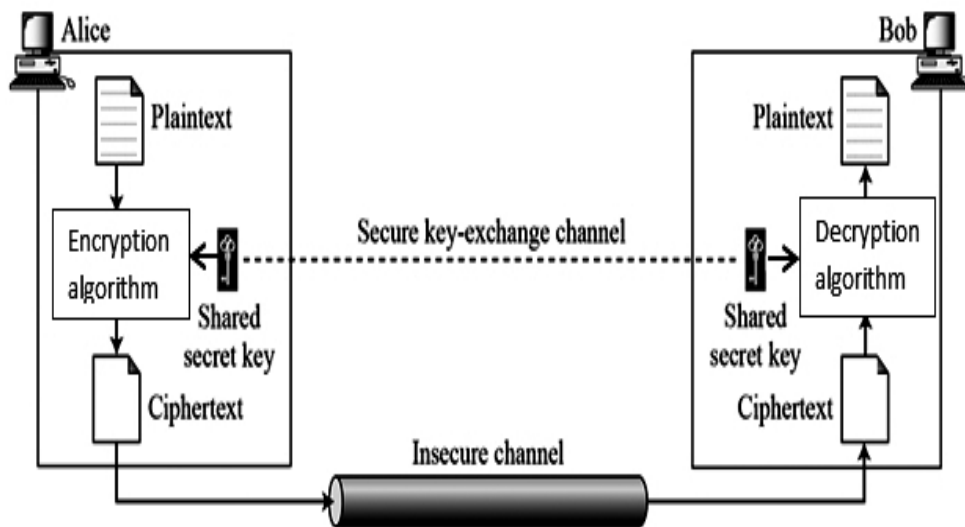 Alice
Bob
Plaintext
Plaintext
Encryption
algorithm
Secure key-exchange channel
Decryption
algorithm
Shared
secret key
Shared
secret key
Ciphertext
Ciphertext
Insecure channel